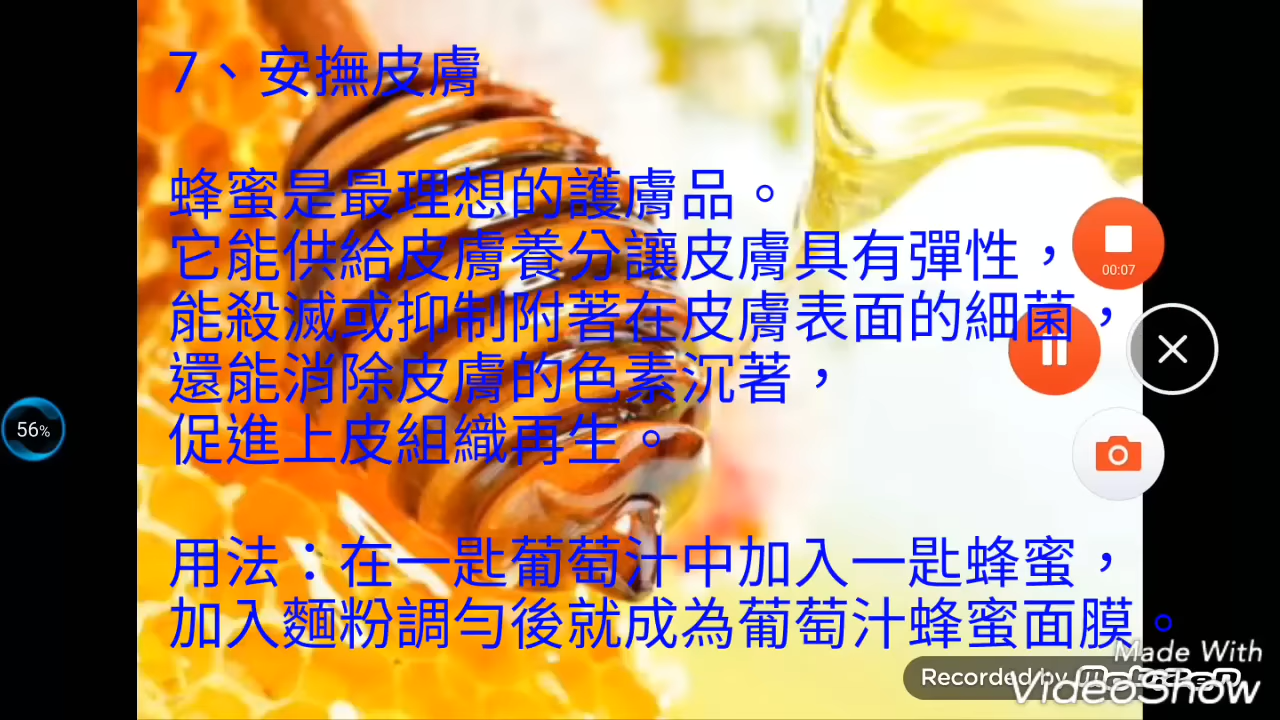 7、安撫皮膚
蜂蜜是最理想的護膚品。
它能供給皮膚養分讓皮膚具有彈性，
能殺滅或抑制附著在皮膚表面的細菌，
還能消除皮膚的色素沉著，
促進上皮組織再生。
用法：在一匙葡萄汁中加入一匙蜂蜜，
加入麵粉調勻後就成為葡萄汁蜂蜜面膜。
00:07
56%
Made With
Recorded by
VideoShow